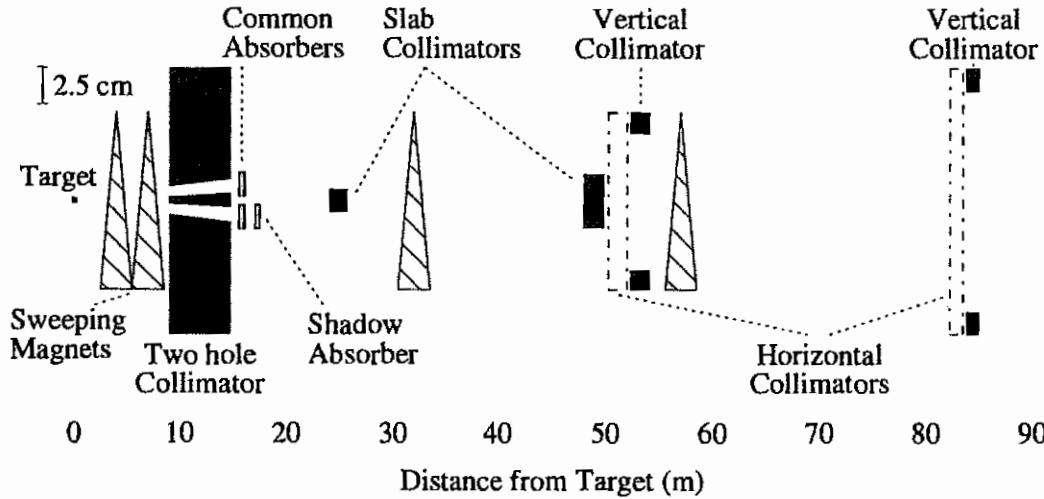 Common
Absorbers
Slab
Collimators
Vertical
Collimator
Vertical
Collimator
2.5 cm
Target
Sweeping
Magnets
Two hole
Collimator
Shadow
Absorber
Horizontal
Collimators
0 10 20 30 40 50 60 70 80 90
Distance from Target (m)